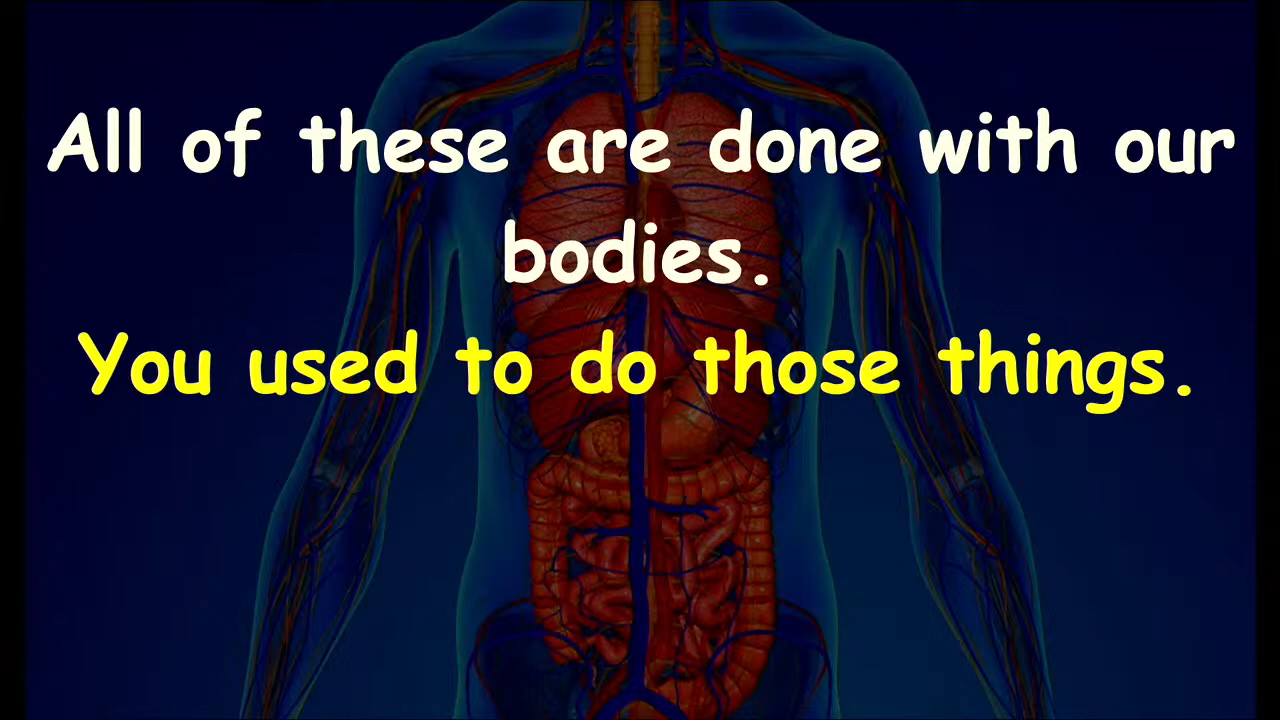 All of these are done with our
bodies.
You used to do those things.